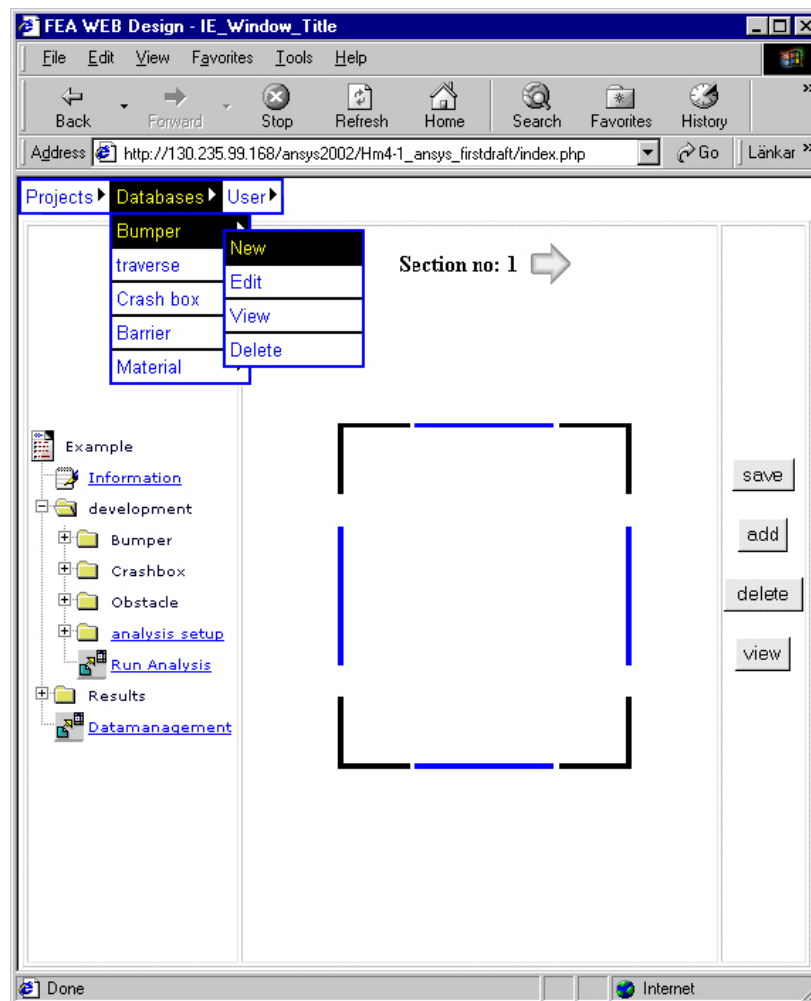 FEA WEB Design - IE_Window_Title
File Edit View Favorites Tools Help
Back Forward Stop Refresh Home Search Favorites History »
Address http://130.235.99.168/ansys2002/Hm4-1_ansys_firstdraft/index.php Go Länkar »
Projects Databases User
Bumper
New
traverse
Section no: 1
Edit
Crash box
View
Barrier
Delete
Material
Example
Information
development
Bumper
Crashbox
Obstacle
analysis setup
Run Analysis
Results
Datamanagement
save
add
delete
view
Done Internet